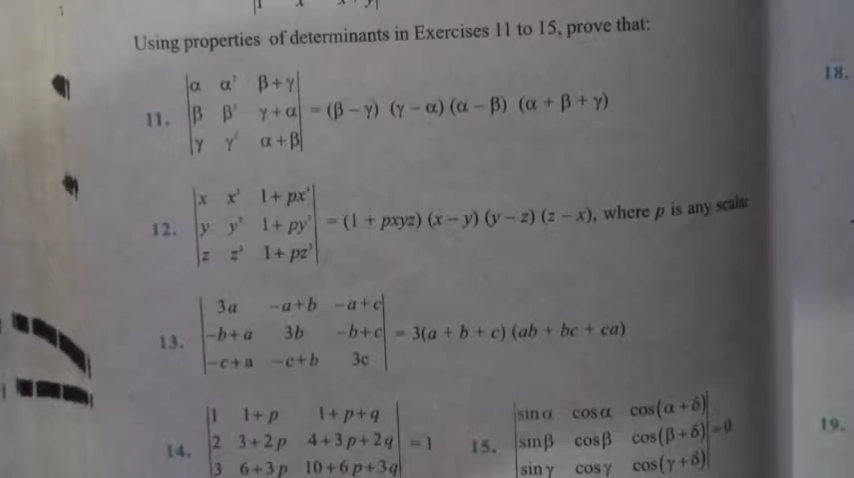 Using properties of determinants in Exercises 11 to 15, prove that:
18.
|α α² β+γ|
11. |β β² γ+α| = (β – γ) (γ – α) (α – β) (α + β + γ)
|γ γ² α+β|
|x x² 1+px³|
12. |y y² 1+py³| = (1 + pxyz) (x – y) (y – z) (z – x), where p is any scalar
|z z² 1+pz³|
|3a –a+b –a+c|
13. |–b+a 3b –b+c| = 3(a + b + c) (ab + bc + ca)
|–c+a –c+b 3c|
|1 1+p 1+p+q|
14. |2 3+2p 4+3p+2q| = 1
|3 6+3p 10+6p+3q|
|sin α cos α cos(α+δ)|
15. |sin β cos β cos(β+δ)| = 0
|sin γ cos γ cos(γ+δ)|
19.